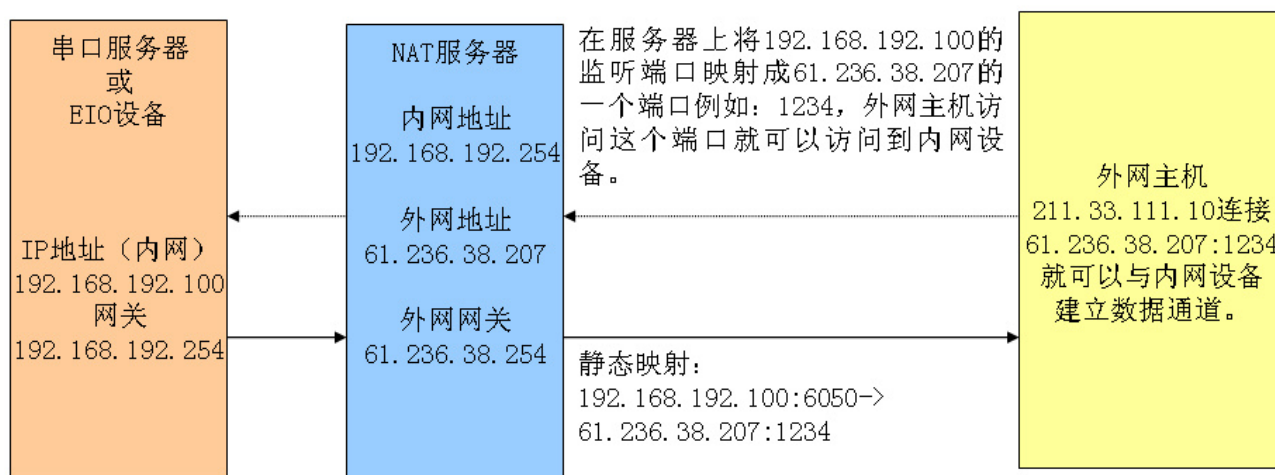 串口服务器
或
EIO设备
IP地址（内网）
192.168.192.100
网关
192.168.192.254
NAT服务器
内网地址
192.168.192.254
外网地址
61.236.38.207
外网网关
61.236.38.254
在服务器上将192.168.192.100的
监听端口映射成61.236.38.207的
一个端口例如：1234，外网主机访
问这个端口就可以访问到内网设
备。
静态映射：
192.168.192.100:6050->
61.236.38.207:1234
外网主机
211.33.111.10连接
61.236.38.207:1234
就可以与内网设备
建立数据通道。